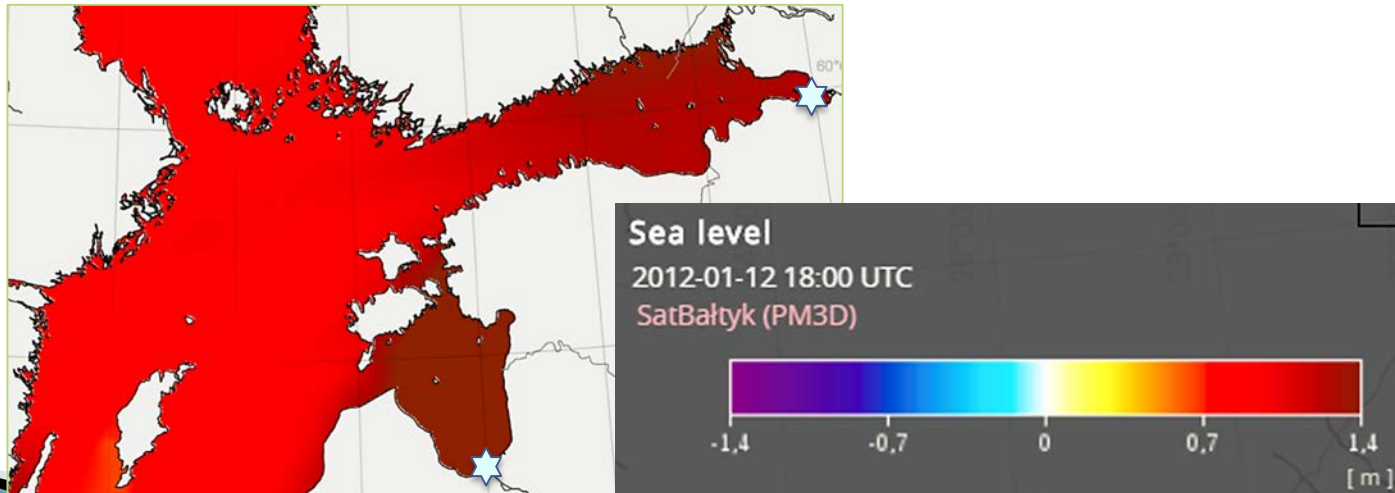 60°
Sea level
2012-01-12 18:00 UTC
SatBałtyk (PM3D)
-1,4 -0,7 0 0,7 1,4
[ m ]